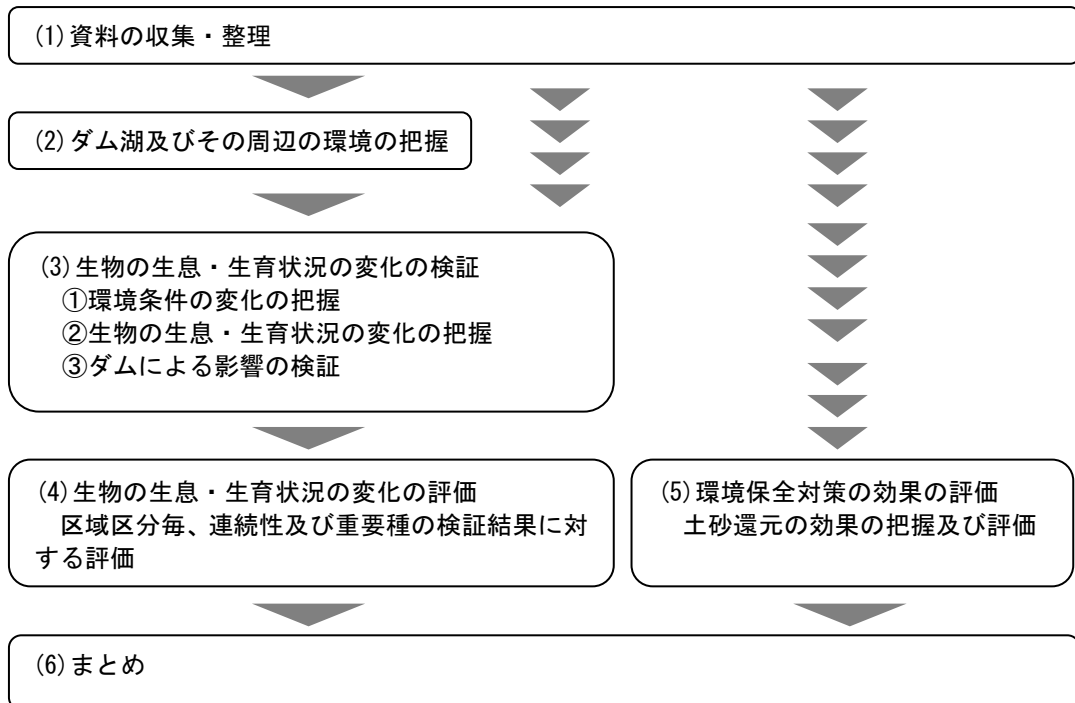 (1)資料の収集・整理
(2)ダム湖及びその周辺の環境の把握
(3)生物の生息・生育状況の変化の検証
①環境条件の変化の把握
②生物の生息・生育状況の変化の把握
③ダムによる影響の検証
(4)生物の生息・生育状況の変化の評価
区域区分毎、連続性及び重要種の検証結果に対
する評価
(5)環境保全対策の効果の評価
土砂還元の効果の把握及び評価
(6)まとめ